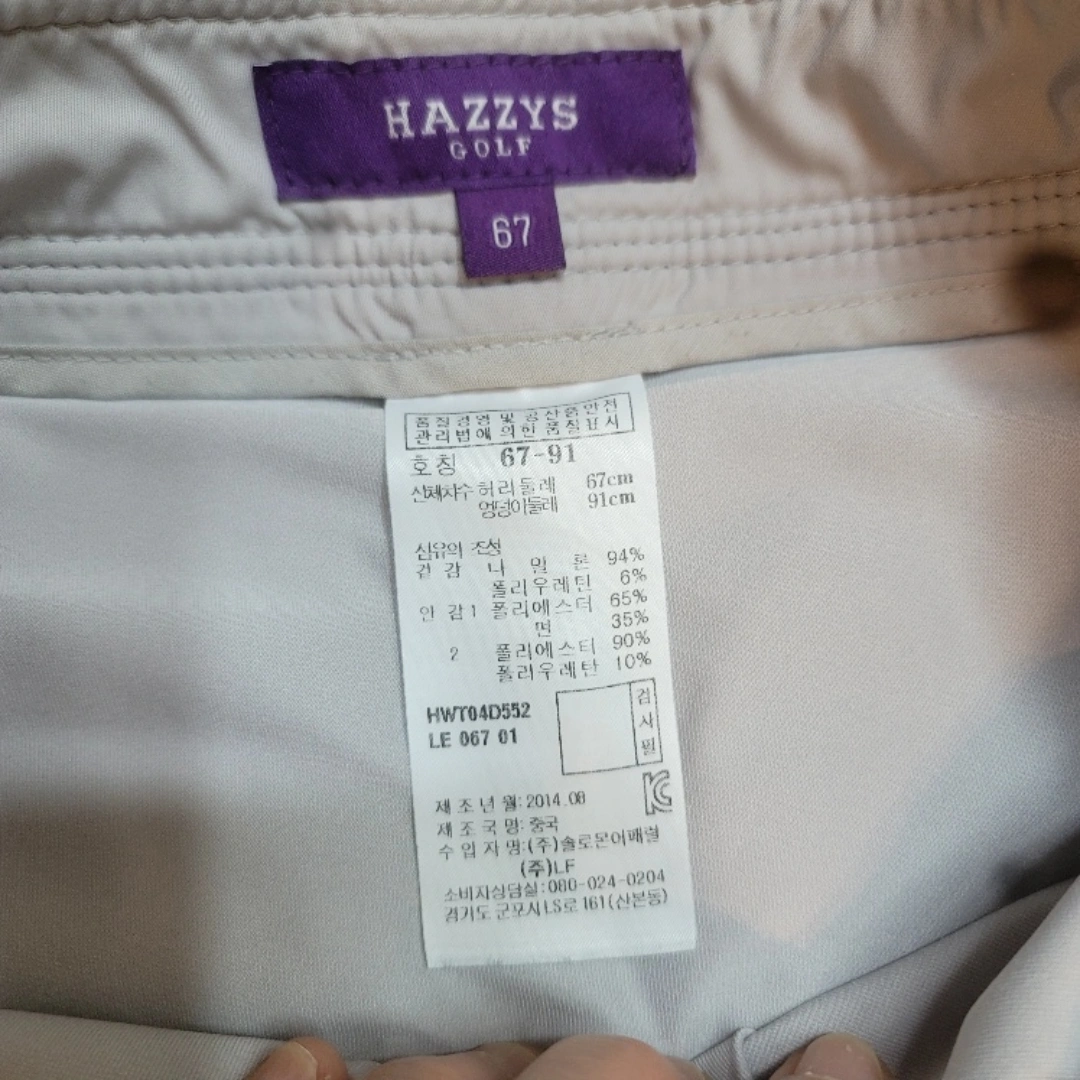 HAZZYS
GOLF
67
품질경영 및 공산품안전
관리법에 의한 품질표시
호칭 67-91
신체치수 허리둘레 67cm
엉덩이둘레 91cm
섬유의 조성
겉감 나일론 94%
폴리우레탄 6%
안감1 폴리에스터 65%
면 35%
2 폴리에스터 90%
폴리우레탄 10%
HWT04D552
LE 067 01
검사필
제조년월: 2014.08
제조국명: 중국
수입자명: (주)솔로몬어패럴
(주)LF
소비자상담실: 080-024-0204
경기도 군포시 LS로 161(산본동)